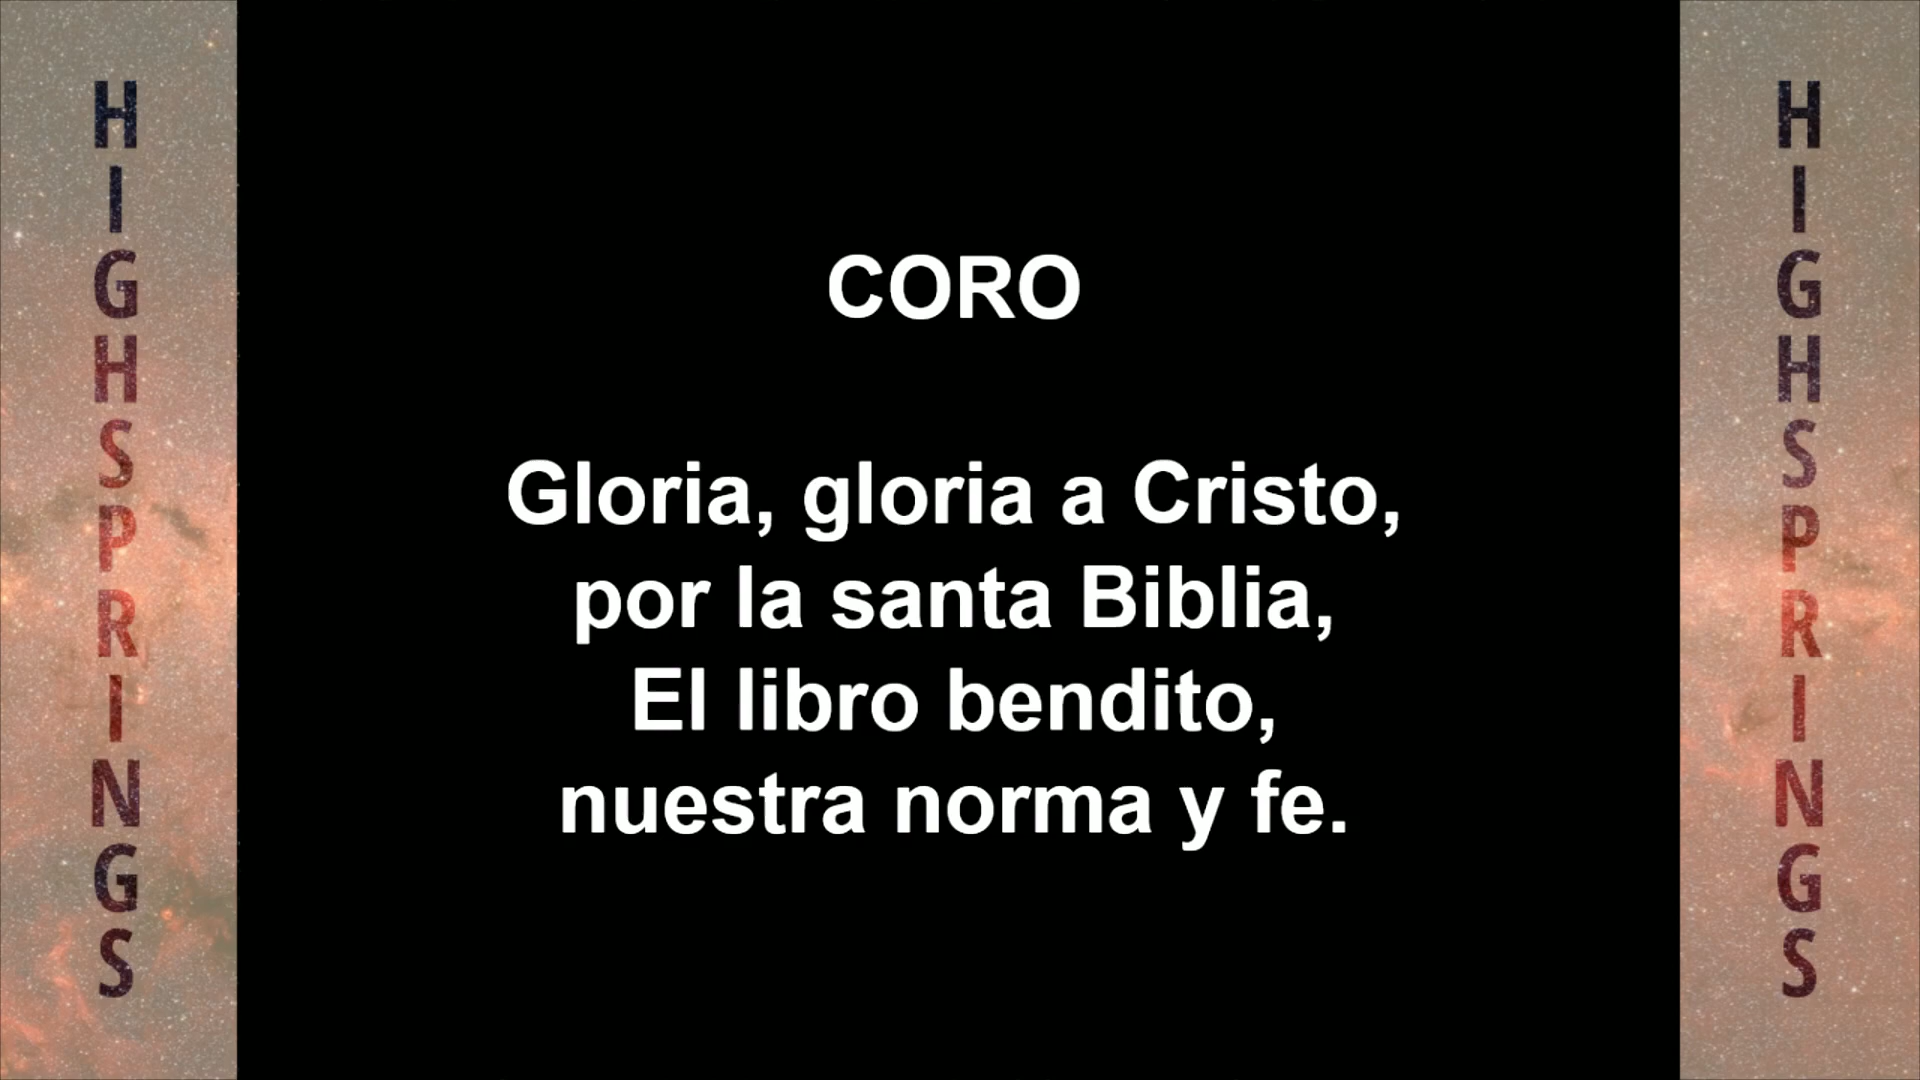 HIGHSPRINGS
CORO
Gloria, gloria a Cristo,
por la santa Biblia,
El libro bendito,
nuestra norma y fe.
HIGHSPRINGS